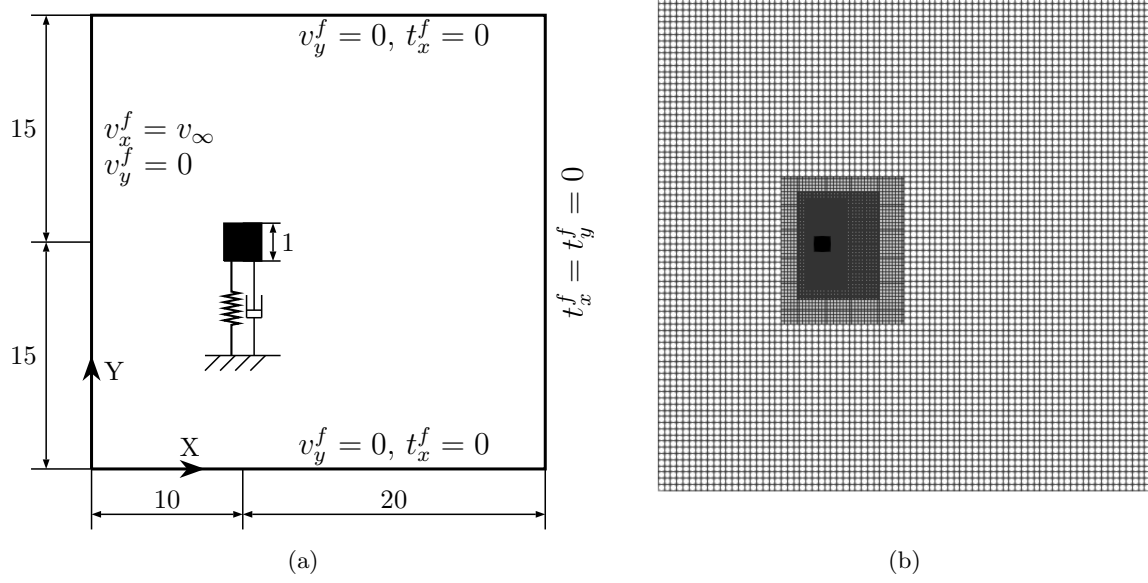 v_y^f = 0, t_x^f = 0
15
v_x^f = v_∞
v_y^f = 0
t_x^f = t_y^f = 0
1
15
Y
X
v_y^f = 0, t_x^f = 0
10
20
(a)
(b)